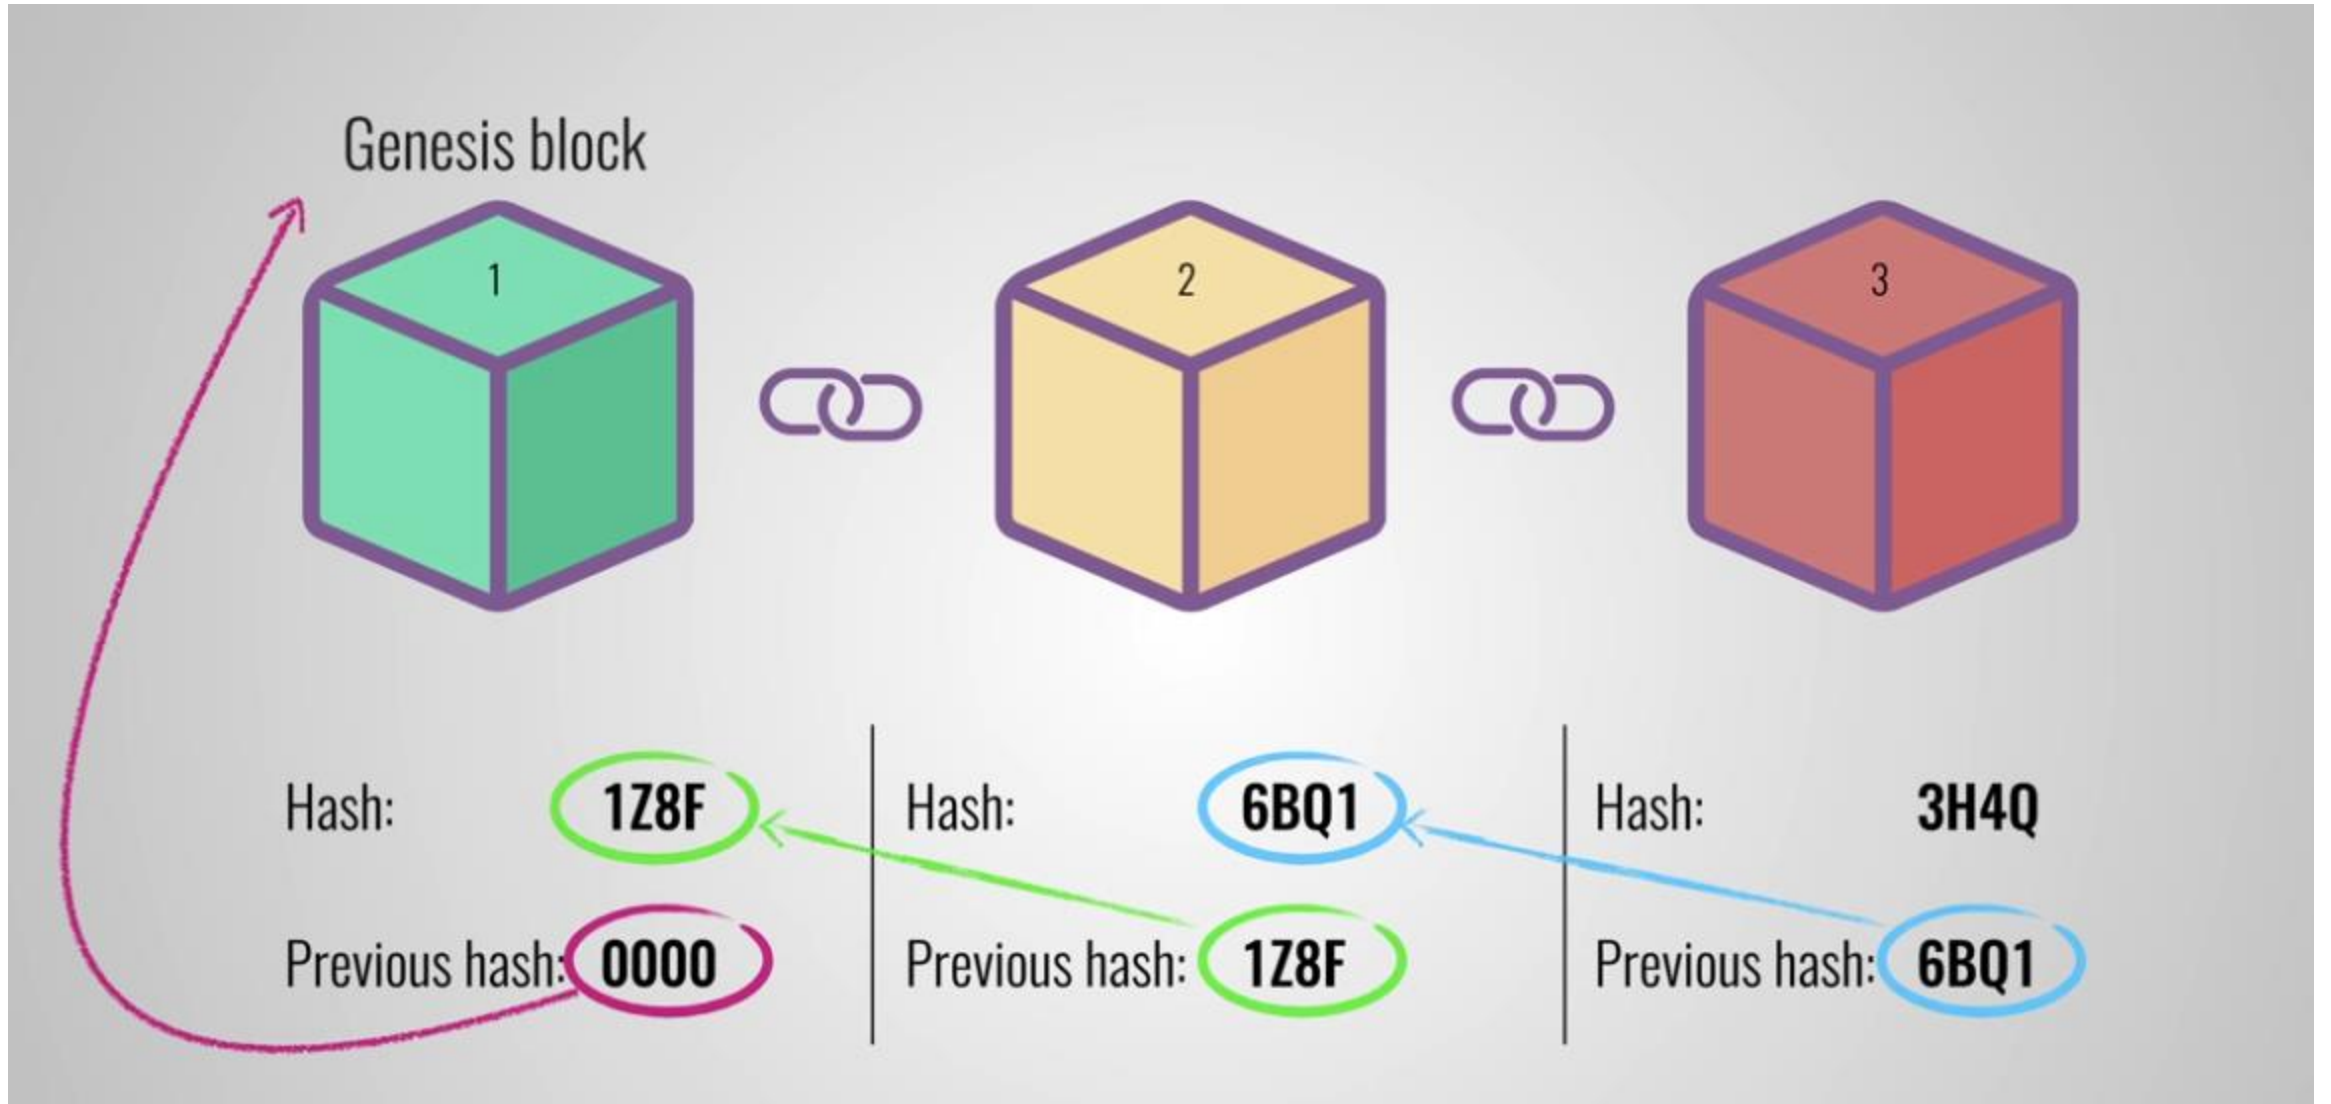 Genesis block
1
2
3
Hash: 1Z8F
Previous hash: 0000
Hash: 6BQ1
Previous hash: 1Z8F
Hash: 3H4Q
Previous hash: 6BQ1